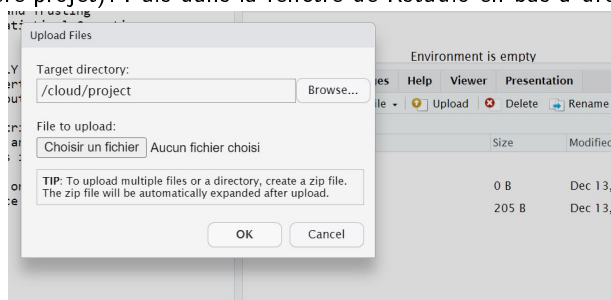 Upload Files
Environment is empty
Target directory:
/cloud/project
Browse...
Help Viewer Presentation
Upload Delete Rename
File to upload:
Choisir un fichier Aucun fichier choisi
Size Modified
TIP: To upload multiple files or a directory, create a zip file.
The zip file will be automatically expanded after upload.
0 B Dec 13,
205 B Dec 13,
OK Cancel